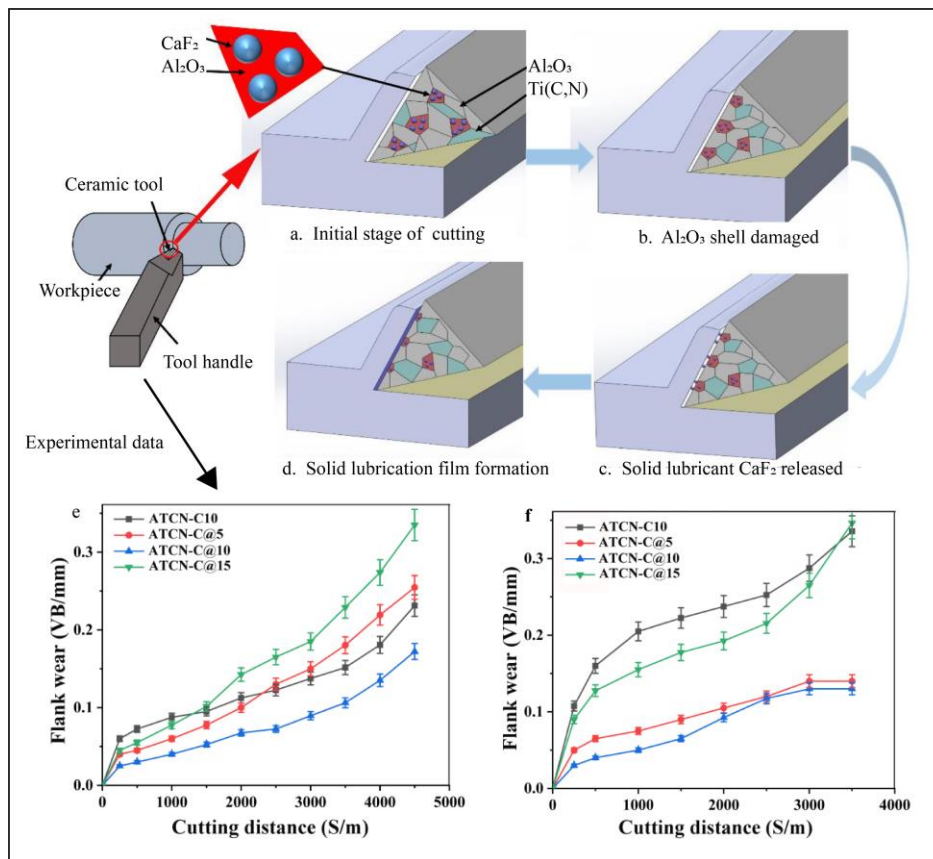 CaF₂
Al₂O₃
Al₂O₃
Ti(C,N)
Ceramic tool
a. Initial stage of cutting
b. Al₂O₃ shell damaged
Workpiece
Tool handle
Experimental data
d. Solid lubrication film formation
c. Solid lubricant CaF₂ released
e
ATCN-C10
ATCN-C@5
ATCN-C@10
ATCN-C@15
Flank wear (VB/mm)
0.3
0.2
0.1
0.0
0
1000
2000
3000
4000
5000
Cutting distance (S/m)
f
ATCN-C10
ATCN-C@5
ATCN-C@10
ATCN-C@15
Flank wear (VB/mm)
0.3
0.2
0.1
0.0
0
1000
2000
3000
4000
Cutting distance (S/m)